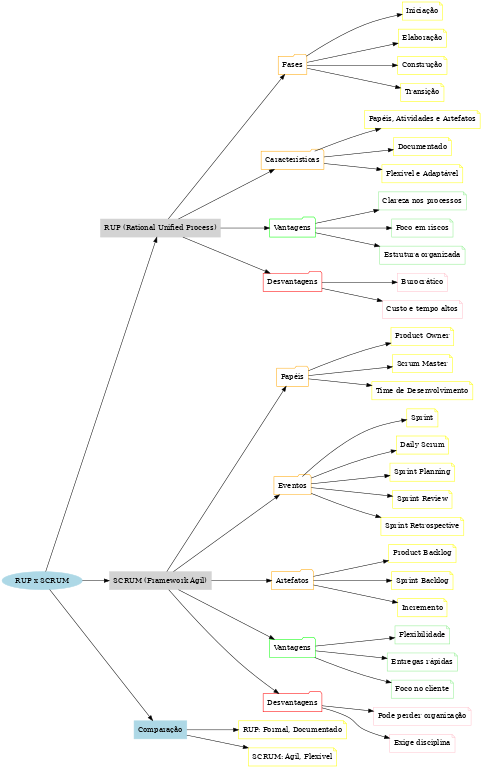 Iniciação
Elaboração
Fases
Construção
Transição
Papéis, Atividades e Artefatos
Documentado
Características
Flexível e Adaptável
Clareza nos processos
RUP (Rational Unified Process)
Vantagens
Foco em riscos
Estrutura organizada
Desvantagens
Burocrático
Custo e tempo altos
Product Owner
Scrum Master
Papéis
Time de Desenvolvimento
Sprint
Daily Scrum
Sprint Planning
Eventos
Sprint Review
Sprint Retrospective
Product Backlog
RUP x SCRUM
SCRUM (Framework Ágil)
Artefatos
Sprint Backlog
Incremento
Flexibilidade
Vantagens
Entregas rápidas
Foco no cliente
Desvantagens
Pode perder organização
Comparação
RUP: Formal, Documentado
Exige disciplina
SCRUM: Ágil, Flexível